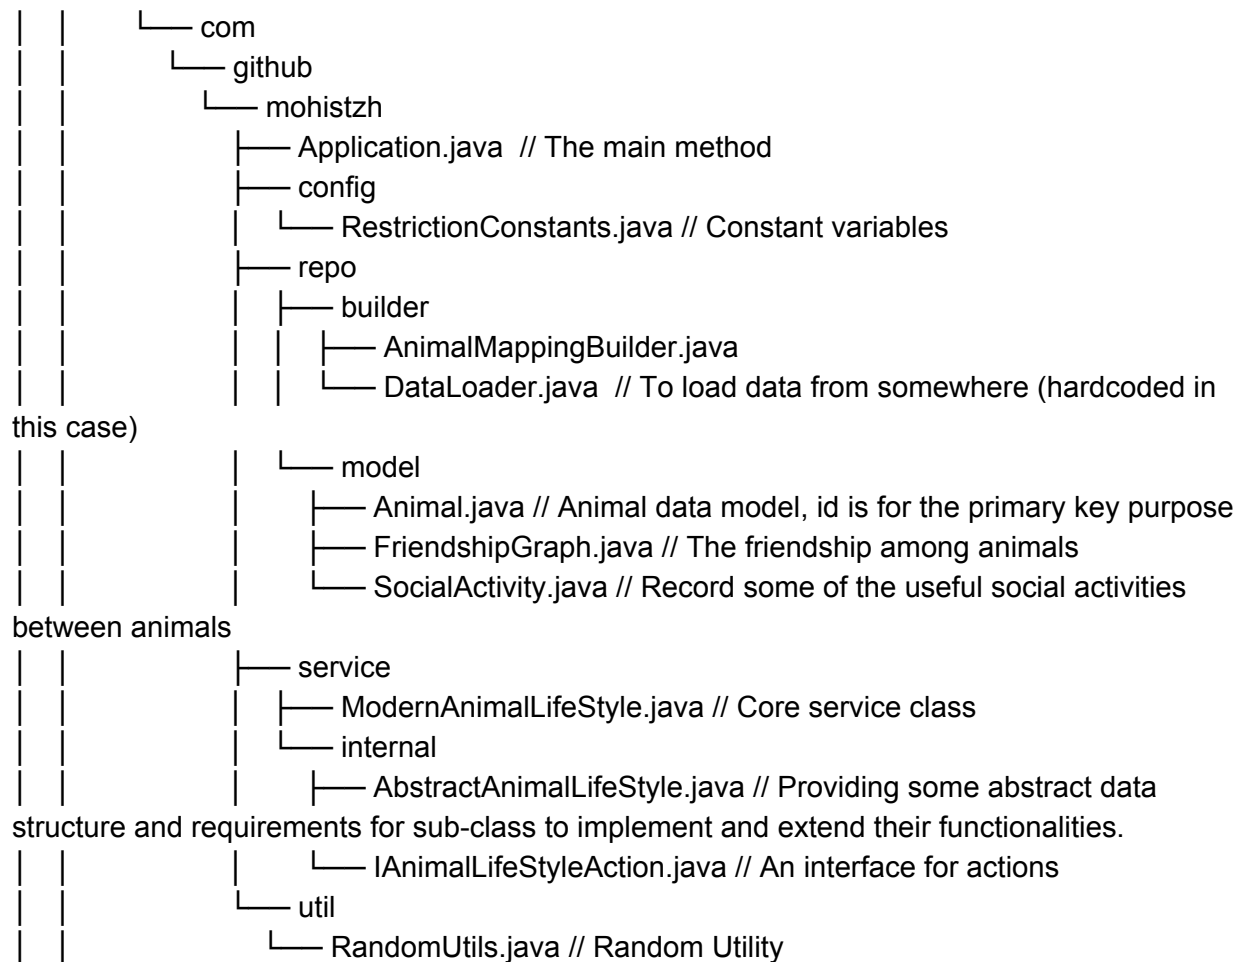 │   │       └── com
│   │           └── github
│   │               └── mohistzh
│   │                   ├── Application.java  // The main method
│   │                   ├── config
│   │                   │   └── RestrictionConstants.java // Constant variables
│   │                   ├── repo
│   │                   │   ├── builder
│   │                   │   │   ├── AnimalMappingBuilder.java
│   │                   │   │   └── DataLoader.java  // To load data from somewhere (hardcoded in
this case)
│   │                   │   └── model
│   │                   │       ├── Animal.java // Animal data model, id is for the primary key purpose
│   │                   │       ├── FriendshipGraph.java // The friendship among animals
│   │                   │       └── SocialActivity.java // Record some of the useful social activities
between animals
│   │                   ├── service
│   │                   │   ├── ModernAnimalLifeStyle.java // Core service class
│   │                   │   └── internal
│   │                   │       ├── AbstractAnimalLifeStyle.java // Providing some abstract data
structure and requirements for sub-class to implement and extend their functionalities.
│   │                   │       └── IAnimalLifeStyleAction.java // An interface for actions
│   │                   └── util
│   │                       └── RandomUtils.java // Random Utility